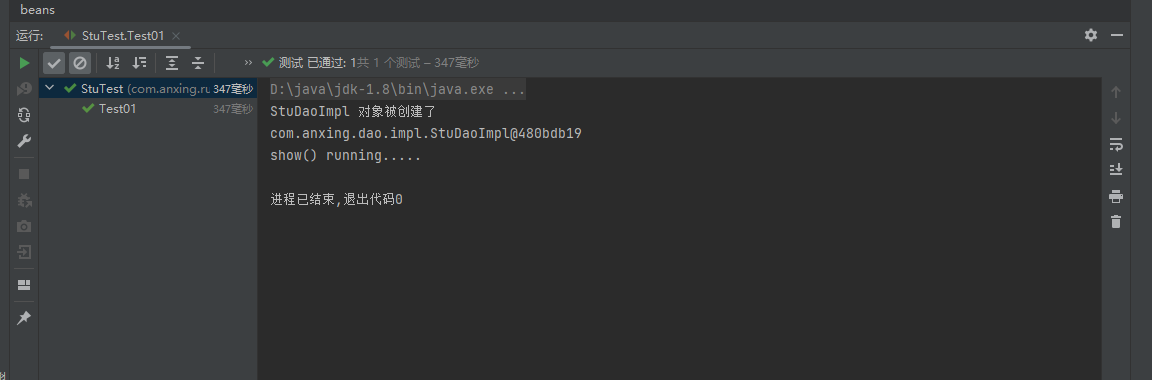 beans
运行: StuTest.Test01
测试 已通过: 1共 1 个测试 – 347毫秒
StuTest (com.anxing.ru 347毫秒
Test01 347毫秒
D:\java\jdk-1.8\bin\java.exe ...
StuDaoImpl 对象被创建了
com.anxing.dao.impl.StuDaoImpl@480bdb19
show() running.....
进程已结束,退出代码0